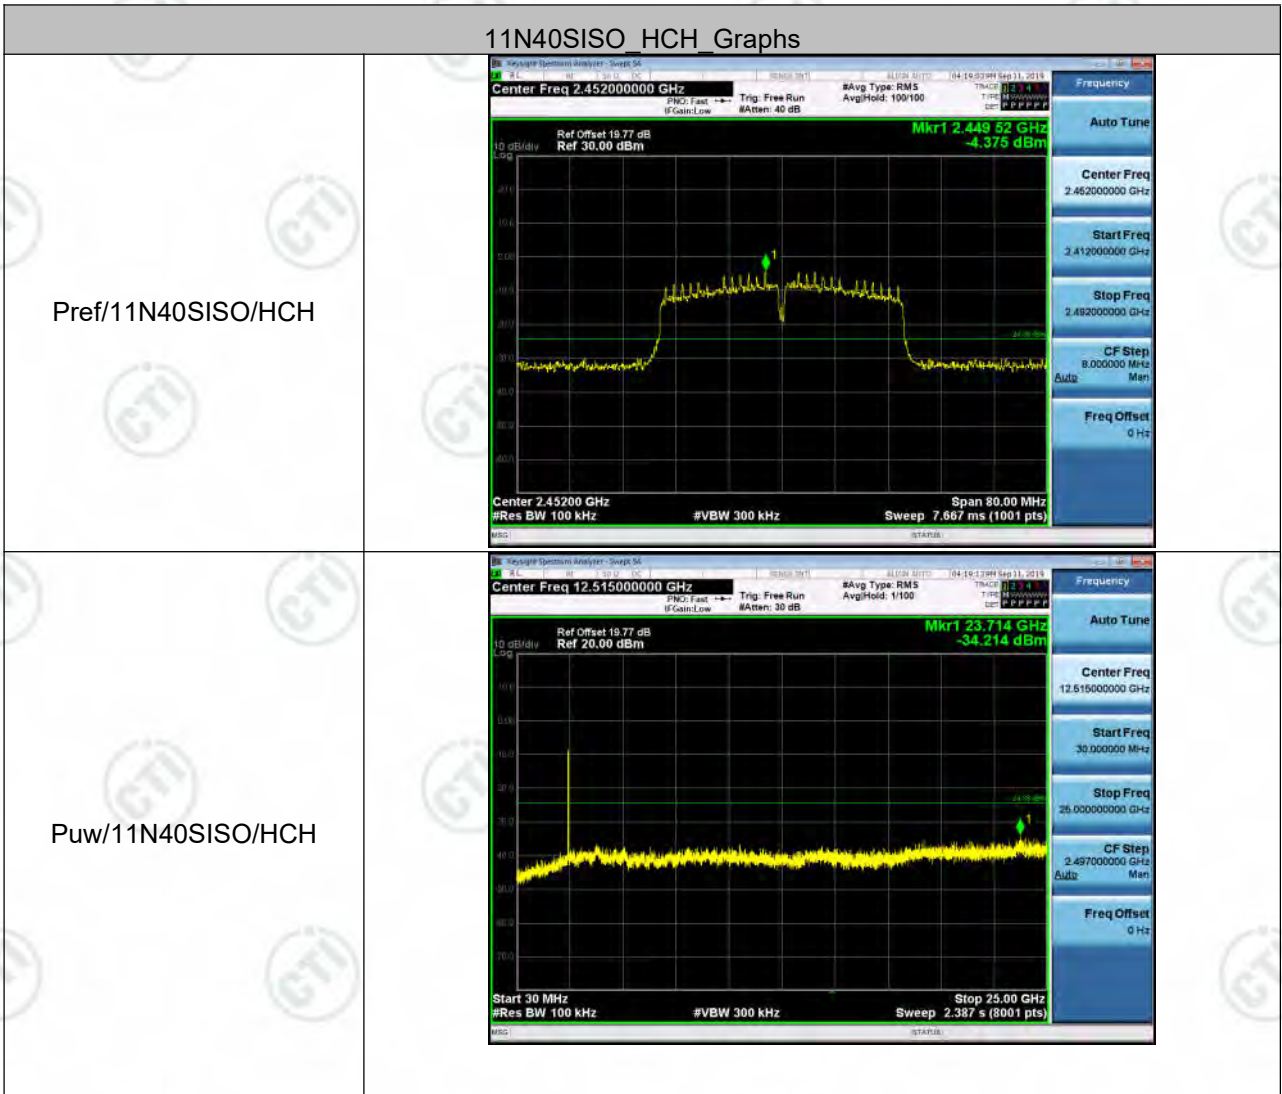 11N40SISO_HCH_Graphs
Pref/11N40SISO/HCH
Keysight Spectrum Analyzer - Swept SA
Center Freq 2.452000000 GHz
PNO: Fast
IFGain:Low
Trig: Free Run
#Atten: 40 dB
#Avg Type: RMS
Avg|Hold: 100/100
Frequency
Mkr1 2.449 52 GHz
-4.375 dBm
Ref Offset 19.77 dB
10 dB/div Ref 30.00 dBm
Log
1
Auto Tune
Center Freq
2.452000000 GHz
Start Freq
2.412000000 GHz
Stop Freq
2.492000000 GHz
CF Step
8.000000 MHz
Auto Man
Freq Offset
0 Hz
Center 2.45200 GHz
Span 80.00 MHz
#Res BW 100 kHz
#VBW 300 kHz
Sweep 7.667 ms (1001 pts)
MSG
STATUS
Puw/11N40SISO/HCH
Keysight Spectrum Analyzer - Swept SA
Center Freq 12.515000000 GHz
PNO: Fast
IFGain:Low
Trig: Free Run
#Atten: 30 dB
#Avg Type: RMS
Avg|Hold: 1/100
Frequency
Mkr1 23.714 GHz
-34.214 dBm
Ref Offset 19.77 dB
10 dB/div Ref 20.00 dBm
Log
1
Auto Tune
Center Freq
12.515000000 GHz
Start Freq
30.000000 MHz
Stop Freq
25.000000000 GHz
CF Step
2.497000000 GHz
Auto Man
Freq Offset
0 Hz
Start 30 MHz
Stop 25.00 GHz
#Res BW 100 kHz
#VBW 300 kHz
Sweep 2.387 s (8001 pts)
MSG
STATUS
CTI